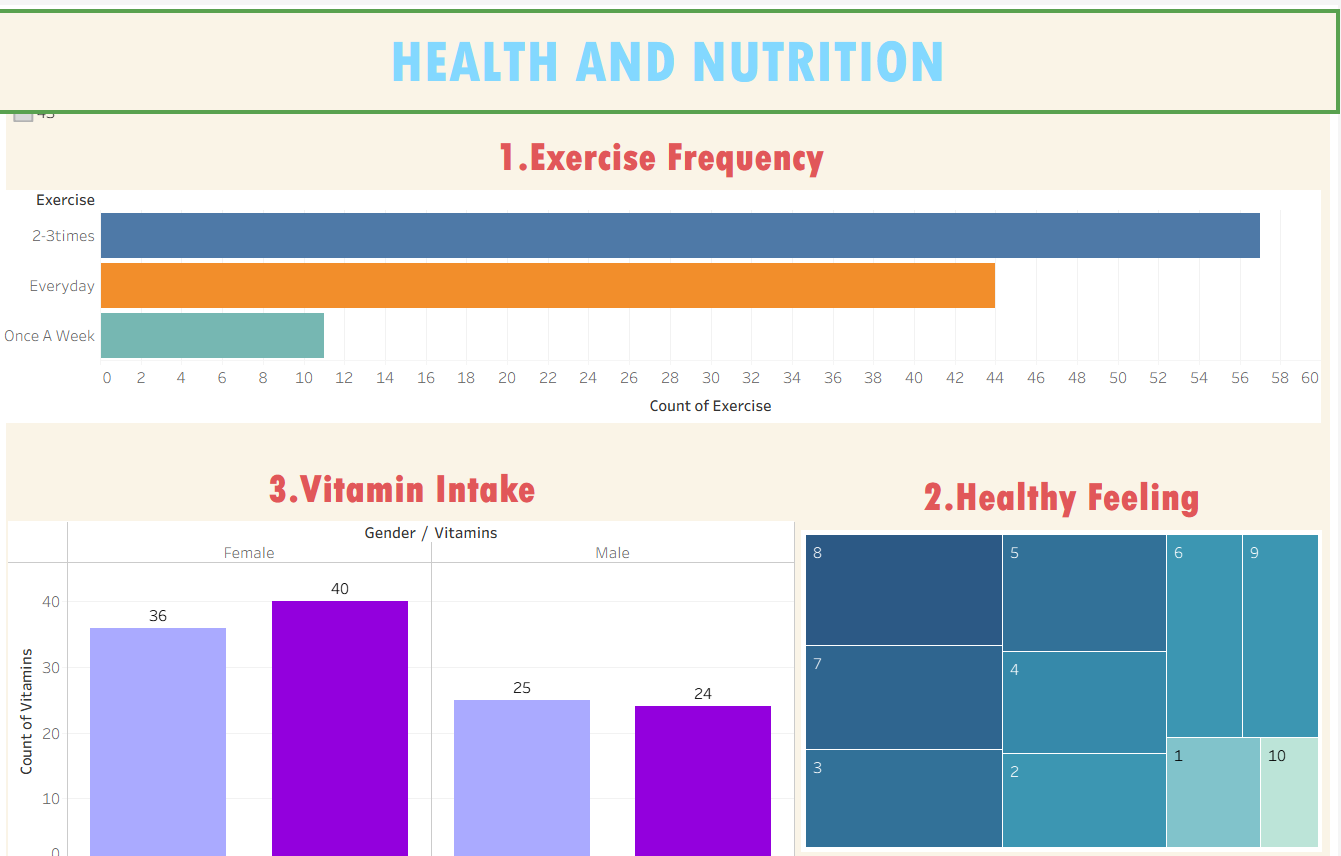 HEALTH AND NUTRITION
1.Exercise Frequency
Exercise
2-3times
Everyday
Once A Week
0 2 4 6 8 10 12 14 16 18 20 22 24 26 28 30 32 34 36 38 40 42 44 46 48 50 52 54 56 58 60
Count of Exercise
3.Vitamin Intake
Gender / Vitamins
Female Male
Count of Vitamins
40
30
20
10
0
36 40 25 24
2.Healthy Feeling
8 5 6 9
7 4
3 2 1 10